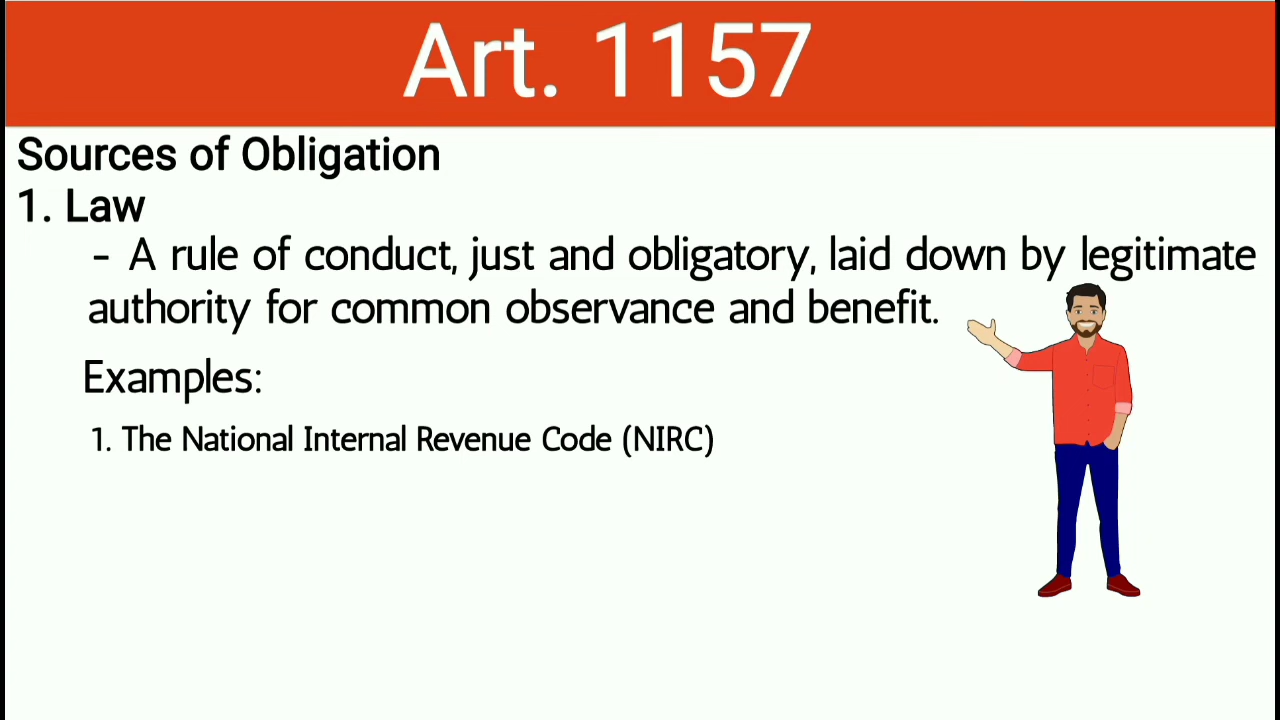 Art. 1157
Sources of Obligation
1. Law
- A rule of conduct, just and obligatory, laid down by legitimate
authority for common observance and benefit.
Examples:
1. The National Internal Revenue Code (NIRC)